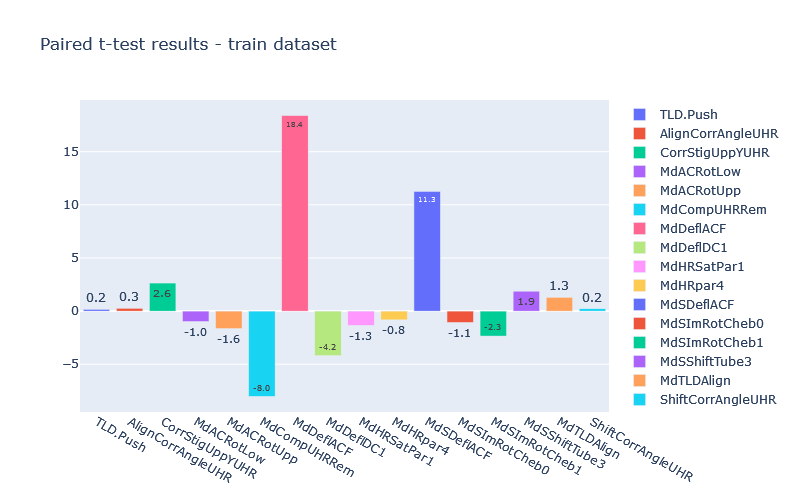 Paired t-test results - train dataset
15
10
5
0
−5
0.2
0.3
2.6
-1.0
-1.6
-8.0
18.4
-4.2
-1.3
-0.8
11.3
-1.1
-2.3
1.9
1.3
0.2
TLD.Push
AlignCorrAngleUHR
CorrStigUppYUHR
MdACRotLow
MdACRotUpp
MdCompUHRRem
MdDeflACF
MdDeflDC1
MdHRSatPar1
MdHRpar4
MdSDeflACF
MdSImRotCheb0
MdSImRotCheb1
MdSShiftTube3
MdTLDAlign
ShiftCorrAngleUHR
TLD.Push
AlignCorrAngleUHR
CorrStigUppYUHR
MdACRotLow
MdACRotUpp
MdCompUHRRem
MdDeflACF
MdDeflDC1
MdHRSatPar1
MdHRpar4
MdSDeflACF
MdSImRotCheb0
MdSImRotCheb1
MdSShiftTube3
MdTLDAlign
ShiftCorrAngleUHR